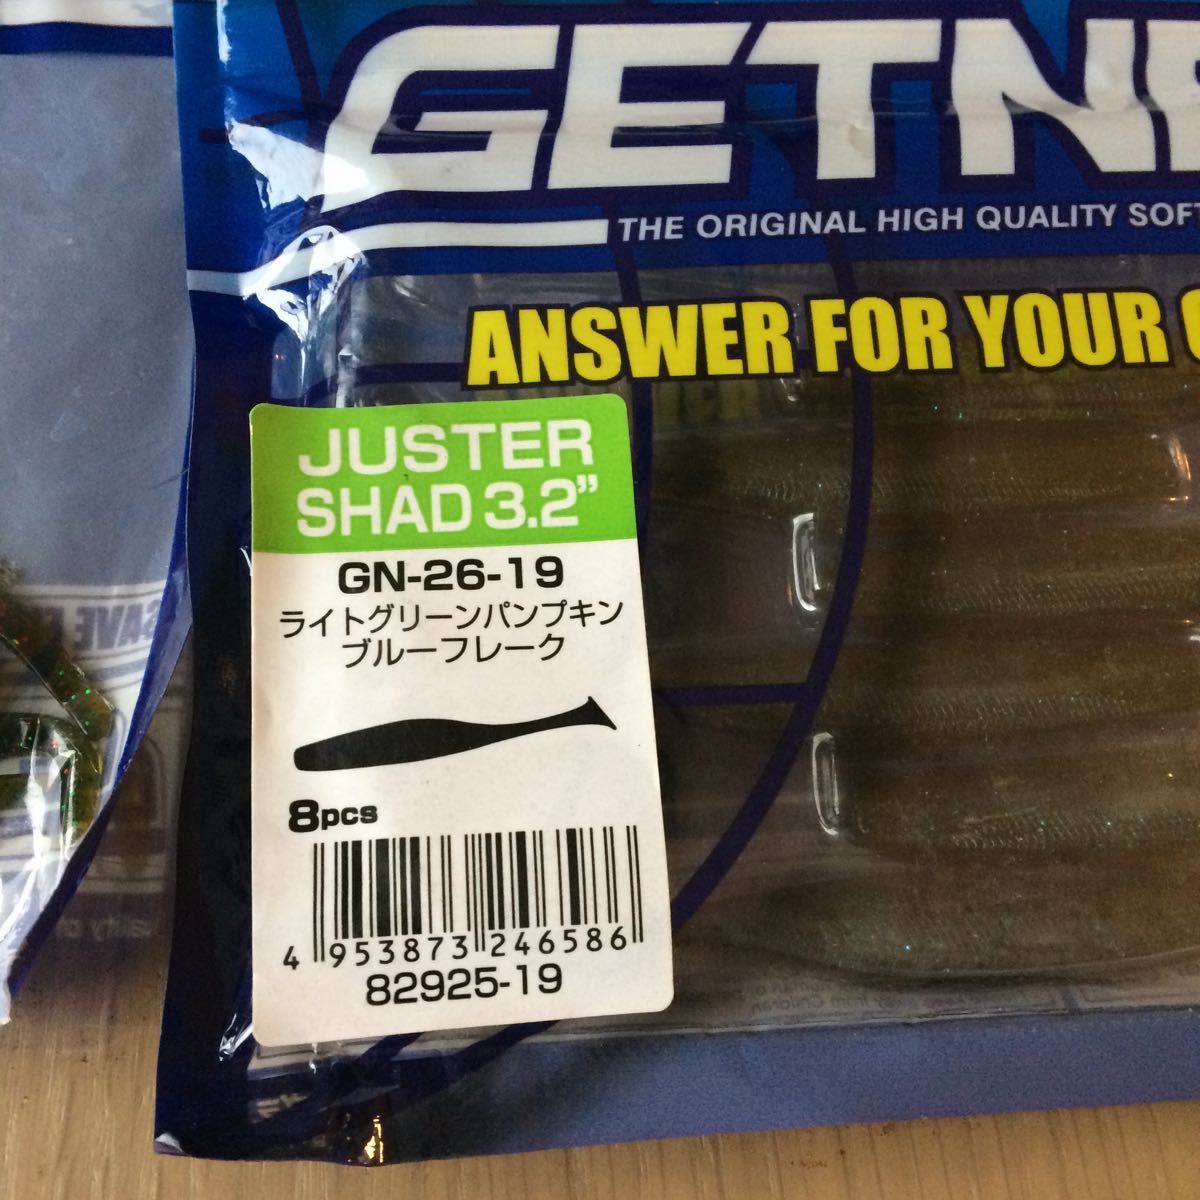 GETN
THE ORIGINAL HIGH QUALITY SOFT
ANSWER FOR YOUR
JUSTER
SHAD 3.2”
GN-26-19
ライトグリーンパンプキン
ブルーフレーク
8pcs
4 953873 246586
82925-19
SAVE